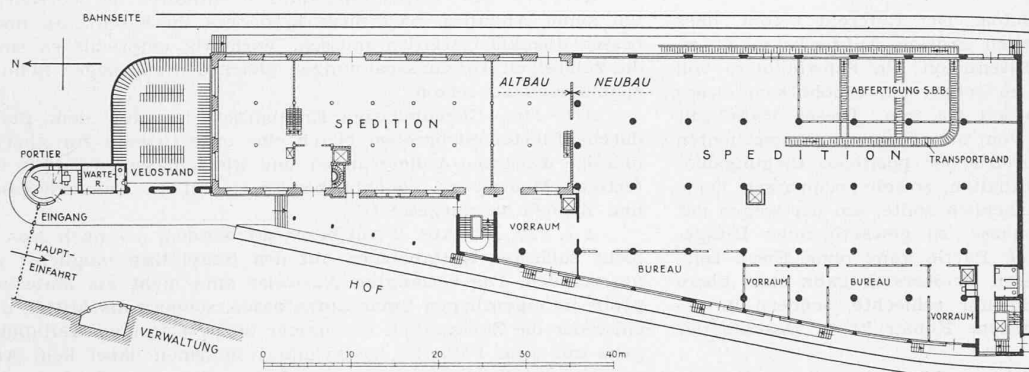 BAHNSEITE
N
ALTBAU
NEUBAU
ABFERTIGUNG S.B.B.
SPEDITION
SPEDITION
TRANSPORTBAND
PORTIER
WARTE
R.
VELOSTAND
EINGANG
VORRAUM
HAUPT-
EINFAHRT
HOF
BUREAU
VORRAUM
BUREAU
VORRAUM
VERWALTUNG
0 10 20 40m